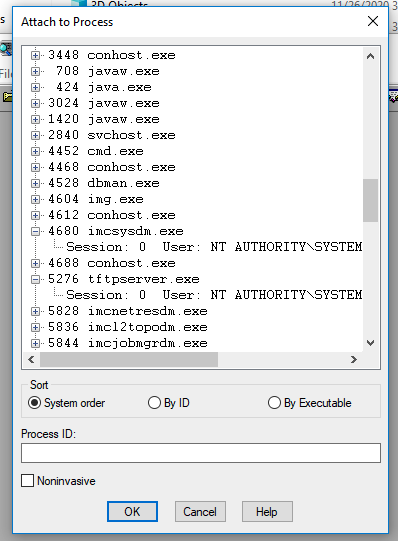 3D Objects
11/26/2020 3
Attach to Process
3448 conhost.exe
708 javaw.exe
424 java.exe
3024 javaw.exe
1420 javaw.exe
2840 svchost.exe
4452 cmd.exe
4468 conhost.exe
4528 dbman.exe
4604 img.exe
4612 conhost.exe
4680 imcsysdm.exe
Session: 0 User: NT AUTHORITY\SYSTEM
4688 conhost.exe
5276 tftpserver.exe
Session: 0 User: NT AUTHORITY\SYSTEM
5828 imcnetresdm.exe
5836 imcl2topodm.exe
5844 imcjobmgrdm.exe
Sort
System order
By ID
By Executable
Process ID:
Noninvasive
OK
Cancel
Help